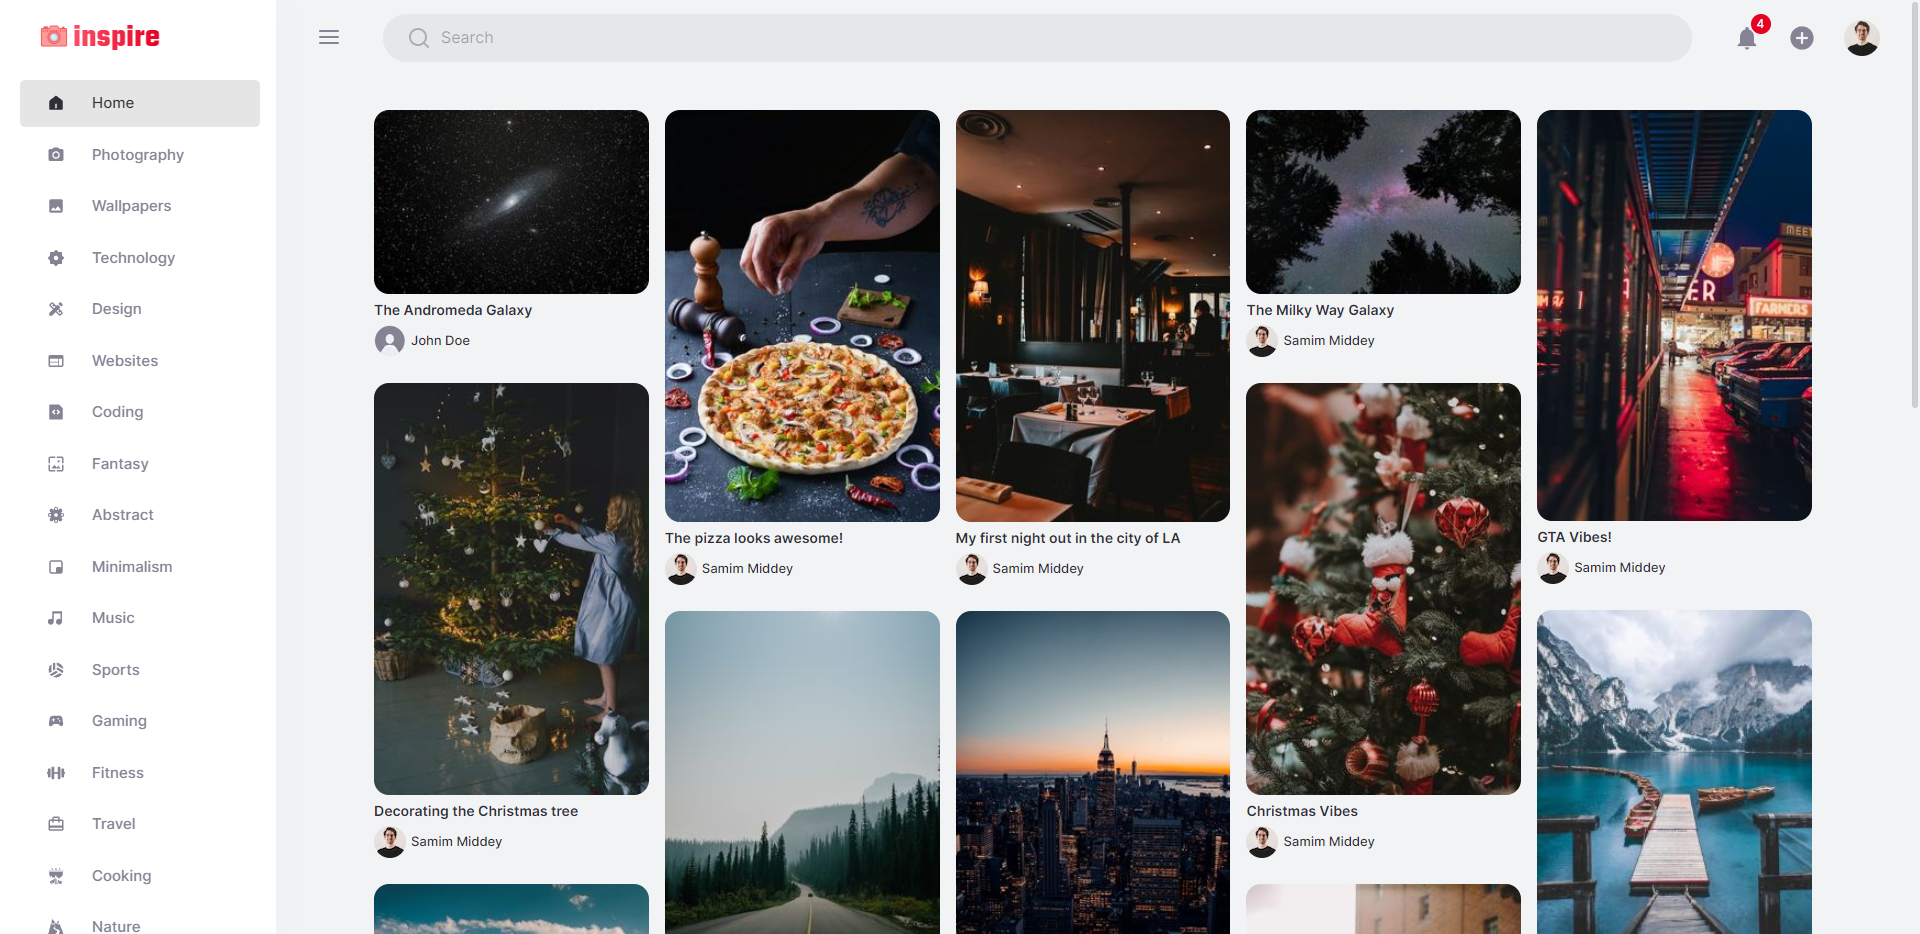 inspire
Search
4
Home
Photography
Wallpapers
Technology
Design
Websites
Coding
Fantasy
Abstract
Minimalism
Music
Sports
Gaming
Fitness
Travel
Cooking
Nature
The Andromeda Galaxy
John Doe
Decorating the Christmas tree
Samim Middey
The pizza looks awesome!
Samim Middey
My first night out in the city of LA
Samim Middey
The Milky Way Galaxy
Samim Middey
Christmas Vibes
Samim Middey
MEET
ER
FARMERS
GTA Vibes!
Samim Middey